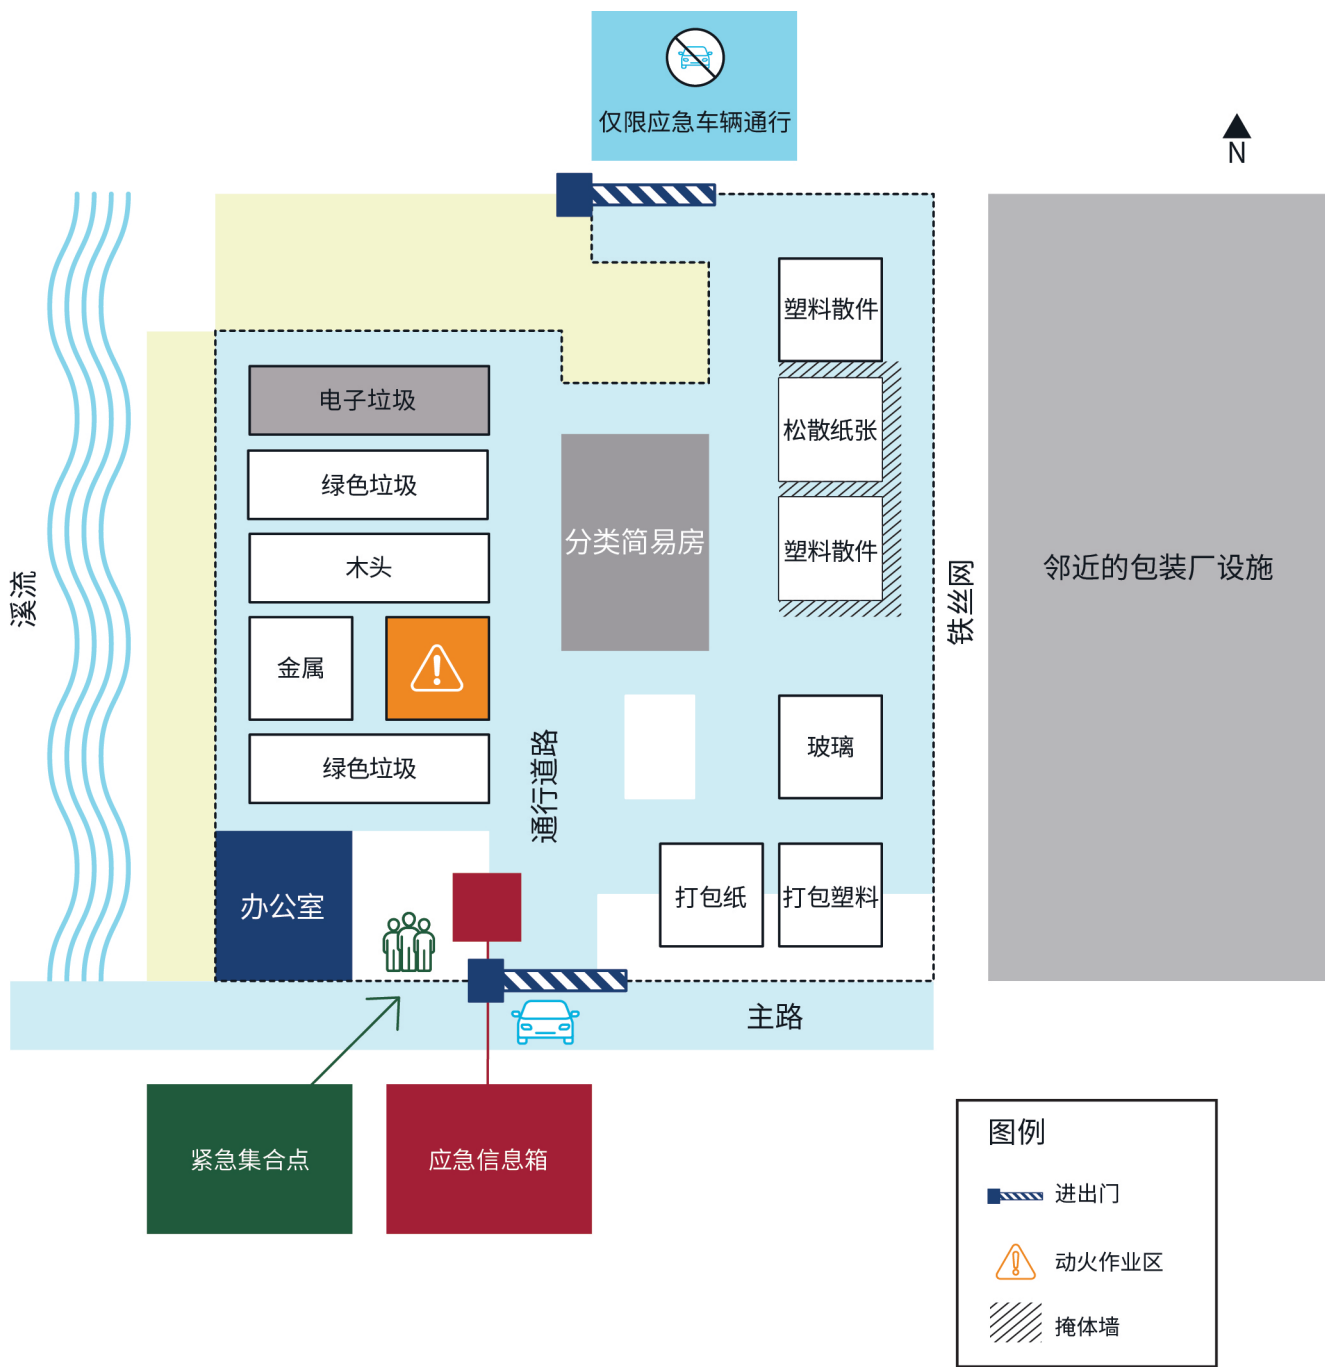 仅限应急车辆通行
N
塑料散件
电子垃圾
松散纸张
绿色垃圾
分类简易房
塑料散件
木头
溪流
铁丝网
邻近的包装厂设施
金属
玻璃
绿色垃圾
通行道路
办公室
打包纸
打包塑料
主路
紧急集合点
应急信息箱
图例
进出门
动火作业区
掩体墙